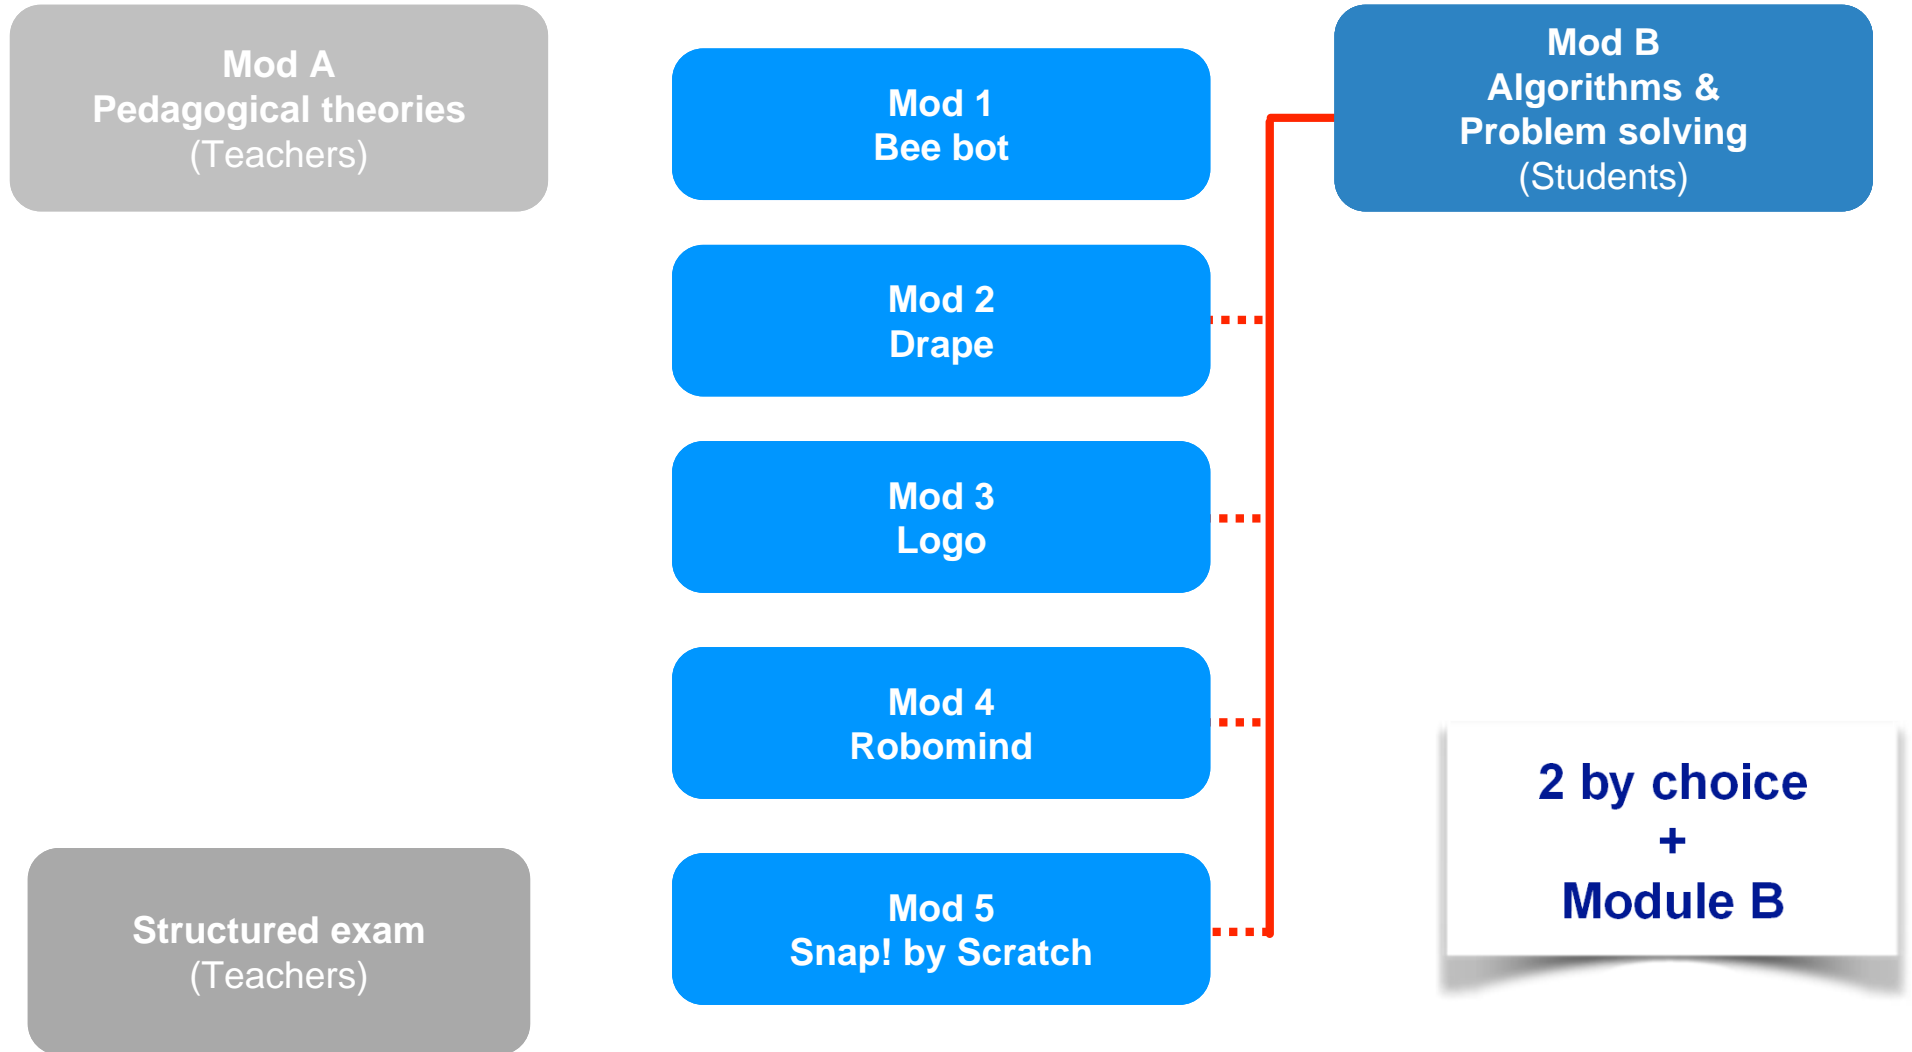 Mod A
Pedagogical theories
(Teachers)
Mod 1
Bee bot
Mod B
Algorithms &
Problem solving
(Students)
Mod 2
Drape
Mod 3
Logo
Mod 4
Robomind
2 by choice
+
Module B
Structured exam
(Teachers)
Mod 5
Snap! by Scratch